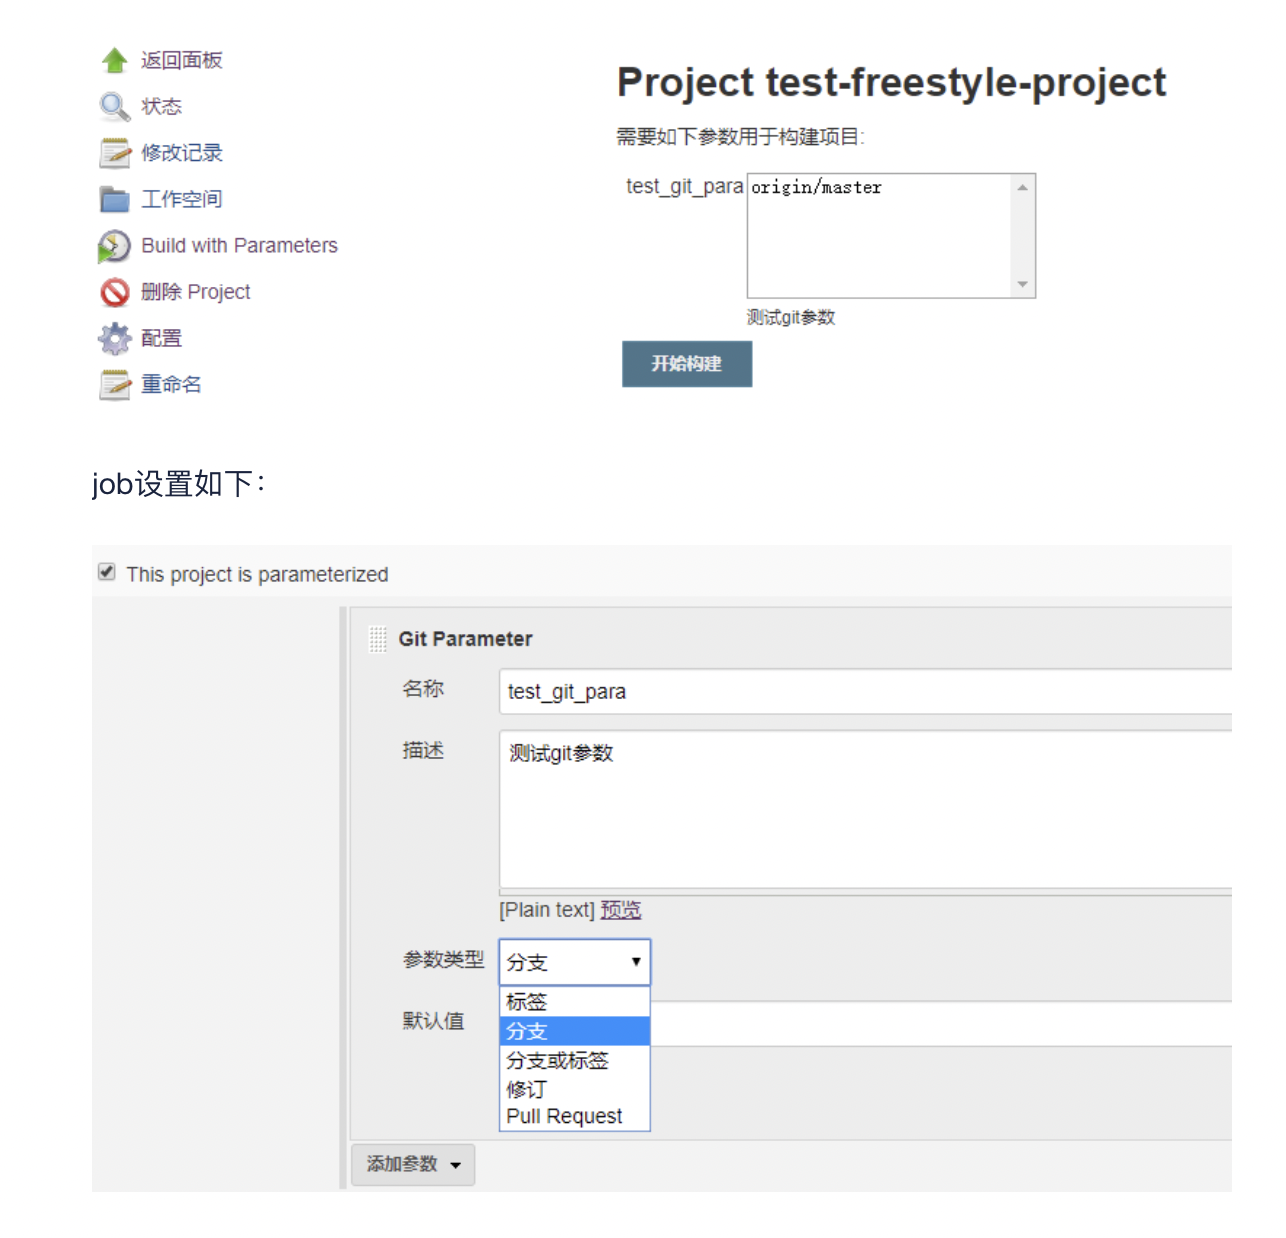 返回面板
状态
修改记录
工作空间
Build with Parameters
删除 Project
配置
重命名
Project test-freestyle-project
需要如下参数用于构建项目:
test_git_para origin/master
测试git参数
开始构建
job设置如下：
This project is parameterized
Git Parameter
名称 test_git_para
描述 测试git参数
[Plain text] 预览
参数类型 分支
标签
默认值
分支
分支或标签
修订
Pull Request
添加参数